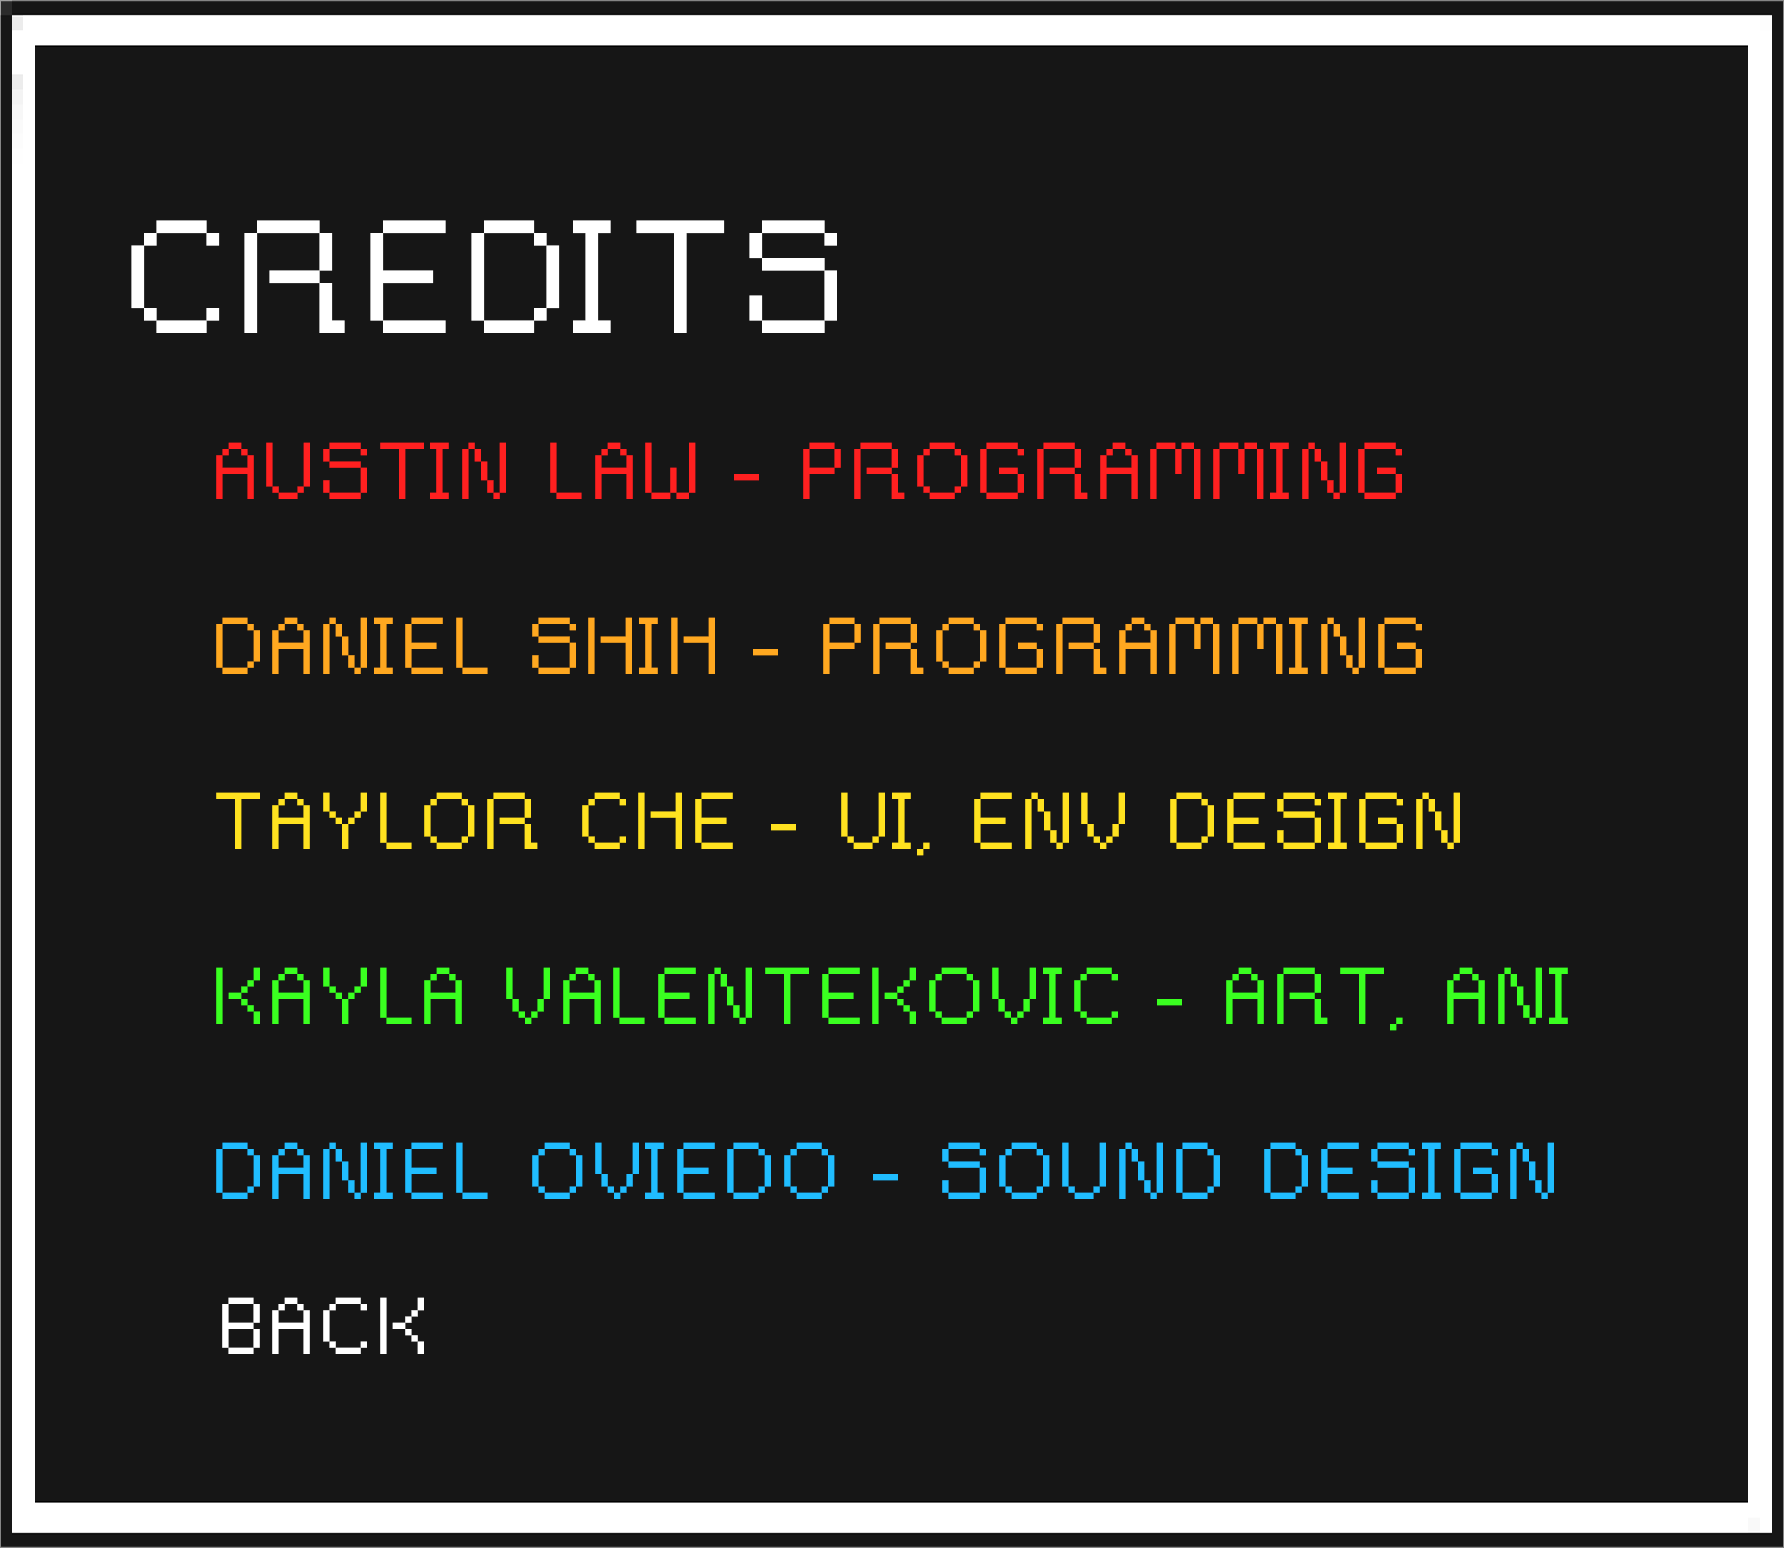 CREDITS
AUSTIN LAW - PROGRAMMING
DANIEL SHIH - PROGRAMMING
TAYLOR CHE - UI, ENV DESIGN
KAYLA VALENTEKOVIC - ART, ANI
DANIEL OVIEDO - SOUND DESIGN
BACK